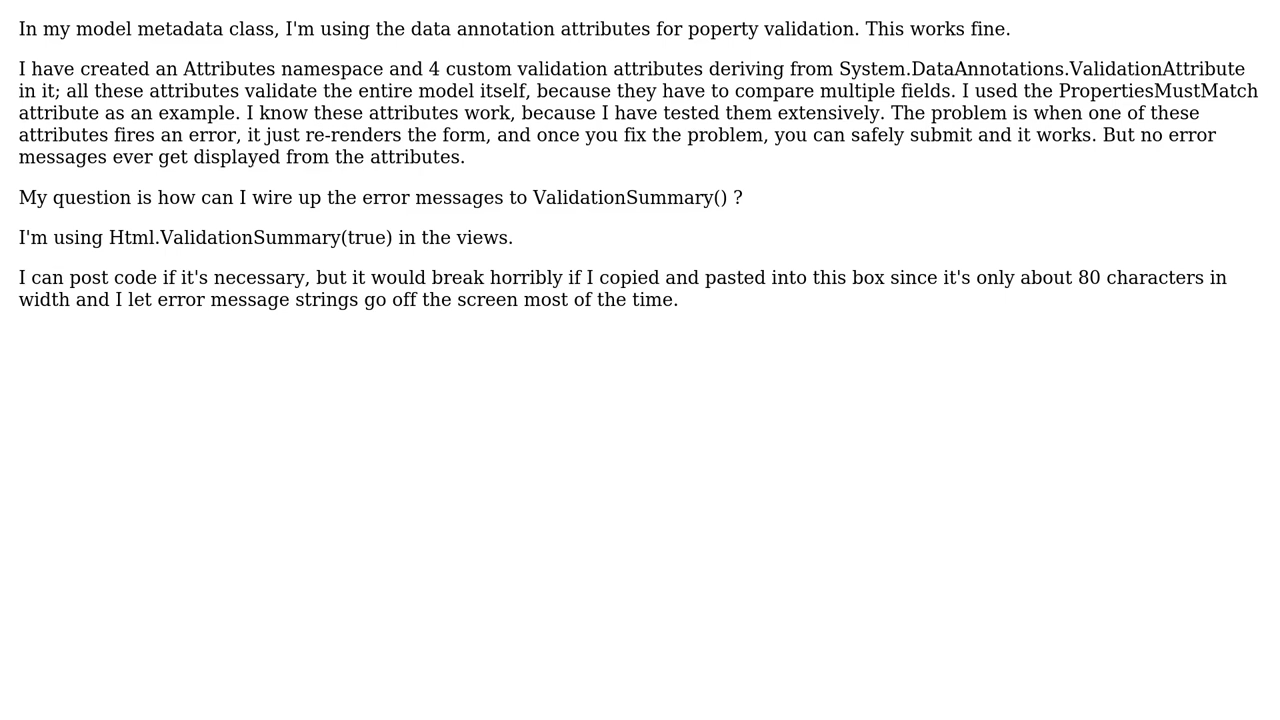 In my model metadata class, I'm using the data annotation attributes for poperty validation. This works fine.
I have created an Attributes namespace and 4 custom validation attributes deriving from System.DataAnnotations.ValidationAttribute
in it; all these attributes validate the entire model itself, because they have to compare multiple fields. I used the PropertiesMustMatch
attribute as an example. I know these attributes work, because I have tested them extensively. The problem is when one of these
attributes fires an error, it just re-renders the form, and once you fix the problem, you can safely submit and it works. But no error
messages ever get displayed from the attributes.
My question is how can I wire up the error messages to ValidationSummary() ?
I'm using Html.ValidationSummary(true) in the views.
I can post code if it's necessary, but it would break horribly if I copied and pasted into this box since it's only about 80 characters in
width and I let error message strings go off the screen most of the time.